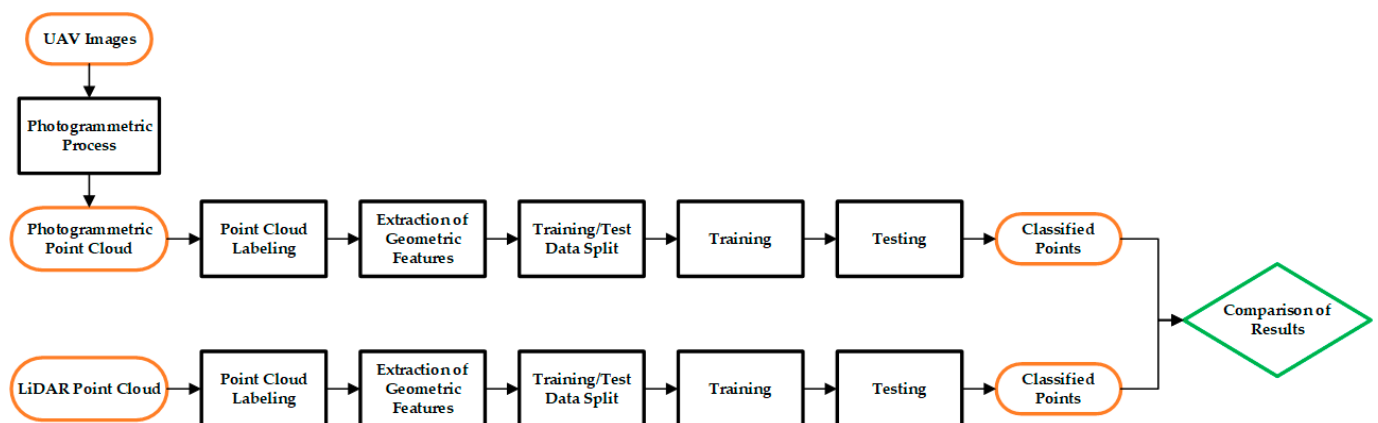 UAV Images
Photogrammetric
Process
Photogrammetric
Point Cloud
Point Cloud
Labeling
Extraction of
Geometric
Features
Training/Test
Data Split
Training
Testing
Classified
Points
Comparison of
Results
LiDAR Point Cloud
Point Cloud
Labeling
Extraction of
Geometric
Features
Training/Test
Data Split
Training
Testing
Classified
Points